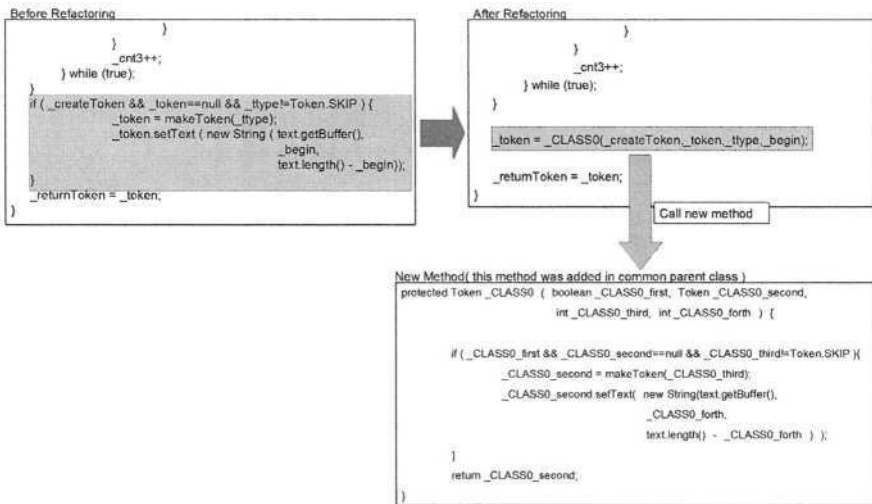 Before Refactoring
}
}
_cnt3++;
} while (true);
}
if ( _createToken && _token==null && _ttype!=Token.SKIP ) {
_token = makeToken(_ttype);
_token.setText ( new String ( text.getBuffer(),
_begin,
text.length() - _begin));
}
_returnToken = _token;
}
After Refactoring
}
}
_cnt3++;
} while (true);
}
_token = _CLASS0(_createToken,_token,_ttype,_begin);
_returnToken = _token;
}
Call new method
New Method( this method was added in common parent class )
protected Token _CLASS0 ( boolean _CLASS0_first, Token _CLASS0_second,
int _CLASS0_third, int _CLASS0_forth ) {
if ( _CLASS0_first && _CLASS0_second==null && _CLASS0_third!=Token.SKIP ){
_CLASS0_second = makeToken(_CLASS0_third);
_CLASS0_second.setText( new String(text.getBuffer(),
_CLASS0_forth,
text.length() - _CLASS0_forth ) );
}
return _CLASS0_second;
}